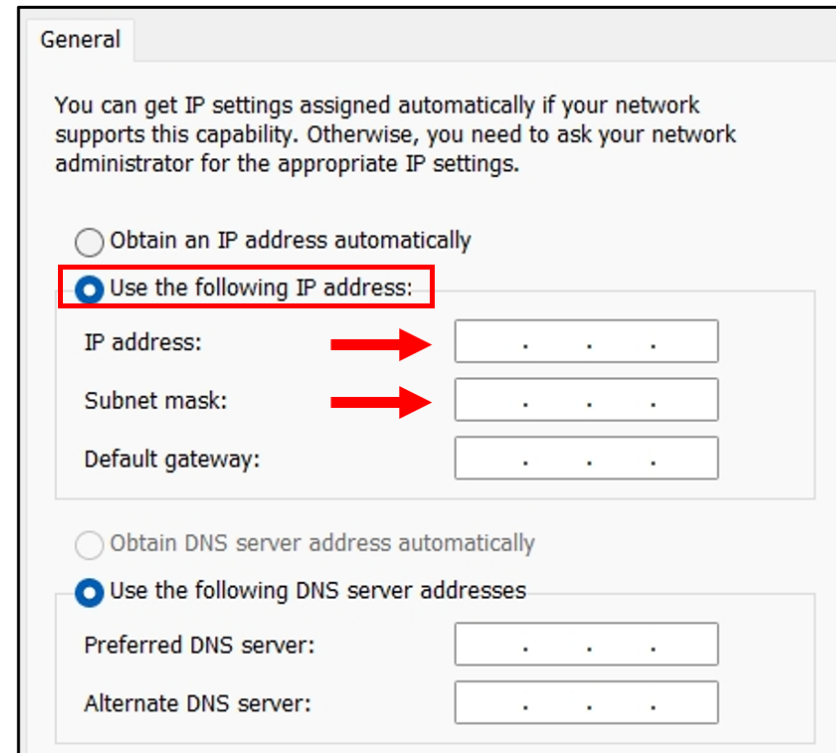 General
You can get IP settings assigned automatically if your network
supports this capability. Otherwise, you need to ask your network
administrator for the appropriate IP settings.
Obtain an IP address automatically
Use the following IP address:
IP address: . . .
Subnet mask: . . .
Default gateway: . . .
Obtain DNS server address automatically
Use the following DNS server addresses
Preferred DNS server: . . .
Alternate DNS server: . . .